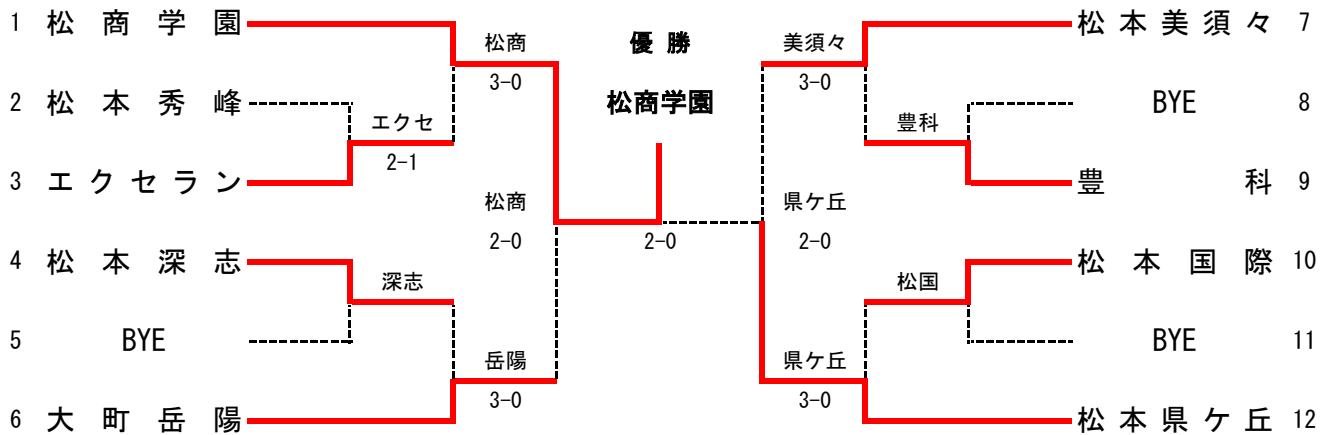 1 松商学園
松商
3-0
2 松本秀峰
エクセ
2-1
3 エクセラン
松商
2-0
4 松本深志
深志
5 BYE
岳陽
3-0
6 大町岳陽
優勝
松商学園
2-0
松本美須々 7
美須々
3-0
BYE 8
豊科
豊科 9
県ケ丘
2-0
松本国際 10
松国
BYE 11
県ケ丘
3-0
松本県ケ丘 12